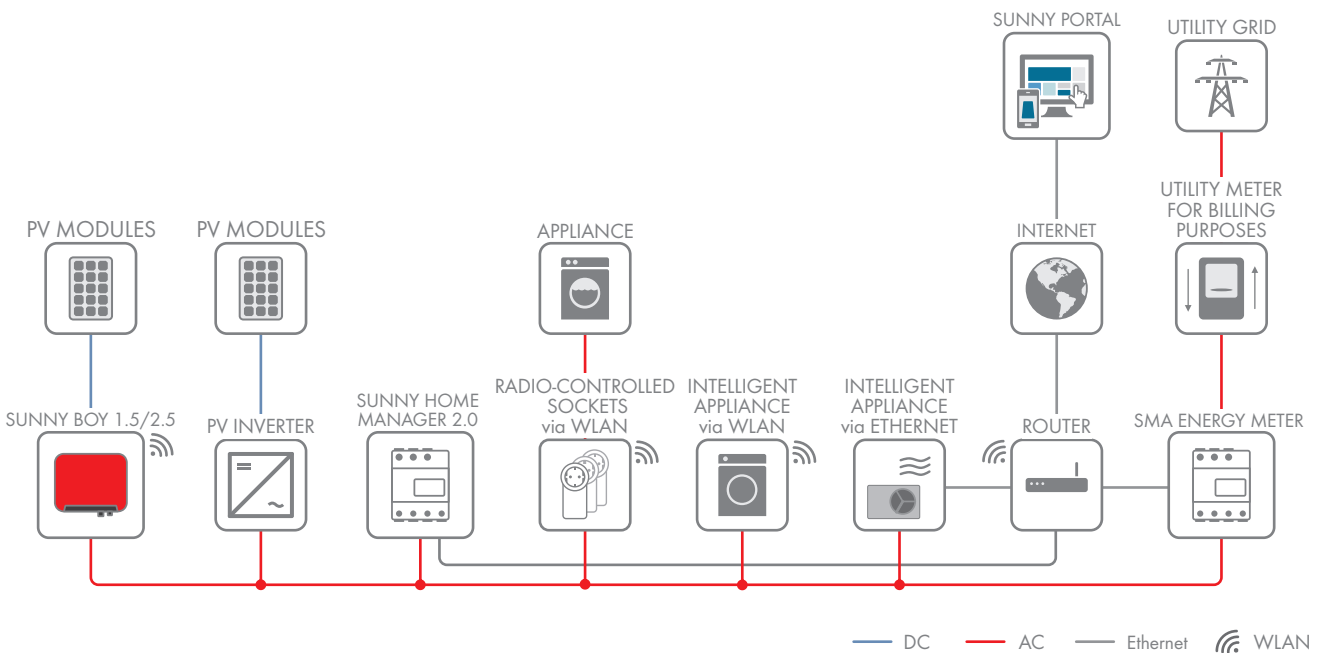 SUNNY PORTAL
UTILITY GRID
UTILITY METER
FOR BILLING
PURPOSES
PV MODULES
PV MODULES
APPLIANCE
INTERNET
SUNNY BOY 1.5/2.5
PV INVERTER
SUNNY HOME
MANAGER 2.0
RADIO-CONTROLLED
SOCKETS
via WLAN
INTELLIGENT
APPLIANCE
via WLAN
INTELLIGENT
APPLIANCE
via ETHERNET
ROUTER
SMA ENERGY METER
DC
AC
Ethernet
WLAN